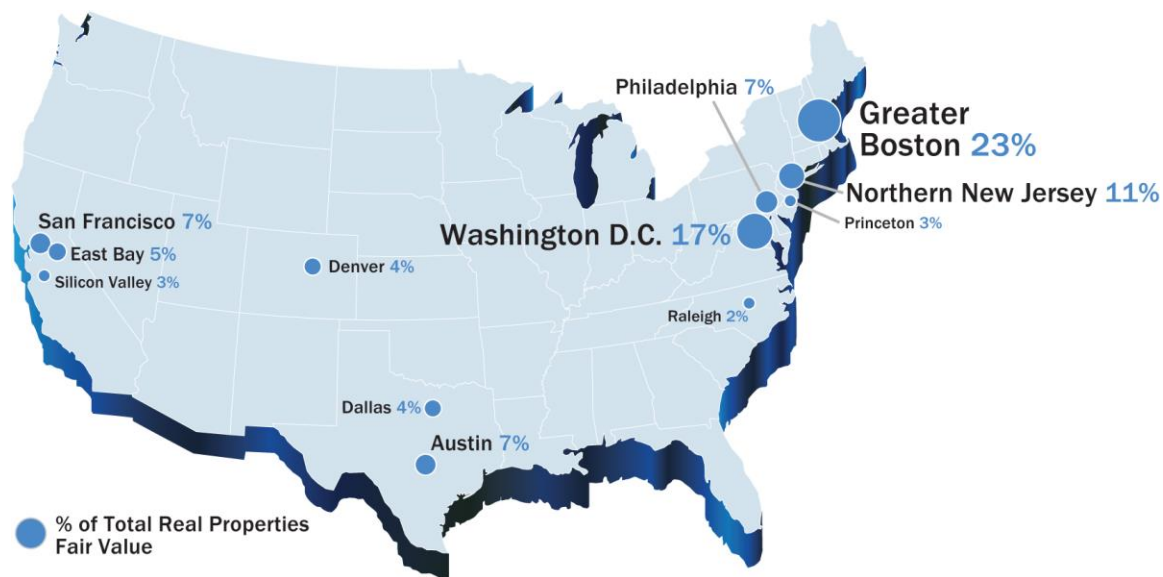 Philadelphia 7%
Greater
Boston 23%
Northern New Jersey 11%
Princeton 3%
San Francisco 7%
Washington D.C. 17%
East Bay 5%
Denver 4%
Silicon Valley 3%
Raleigh 2%
Dallas 4%
Austin 7%
% of Total Real Properties
Fair Value